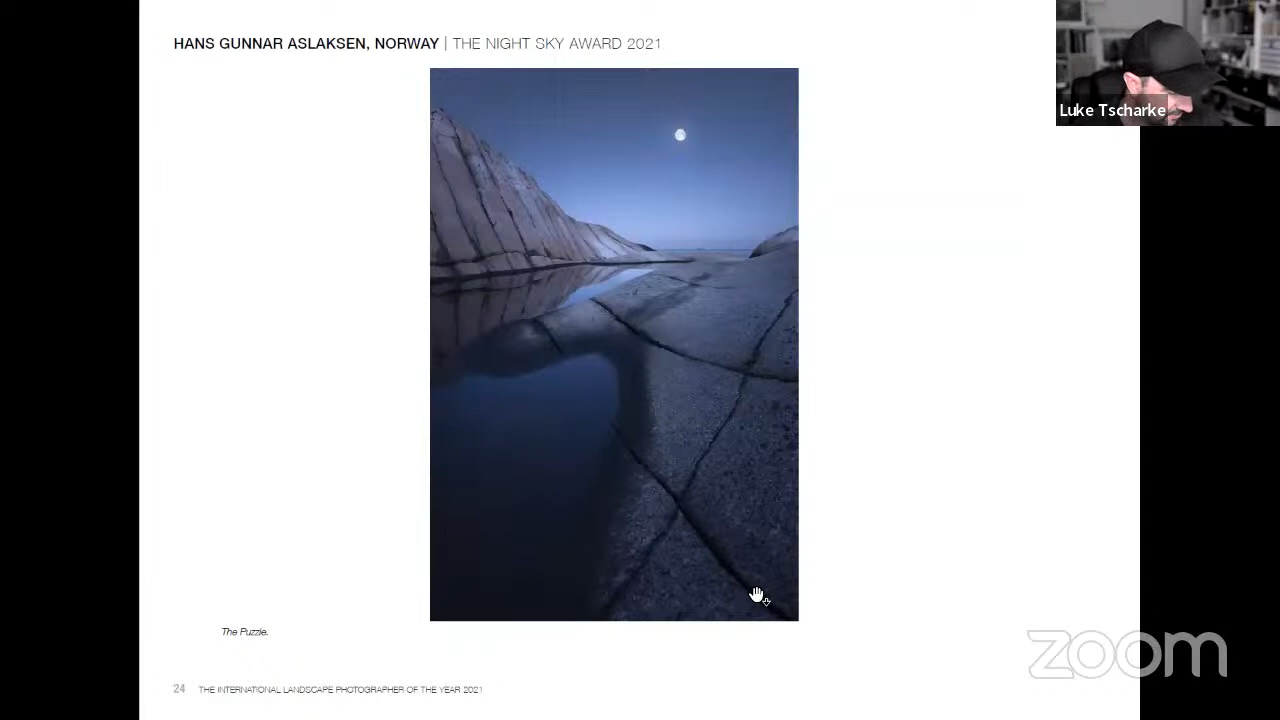 HANS GUNNAR ASLAKSEN, NORWAY | THE NIGHT SKY AWARD 2021
Luke Tscharke
The Puzzle.
zoom
24 THE INTERNATIONAL LANDSCAPE PHOTOGRAPHER OF THE YEAR 2021